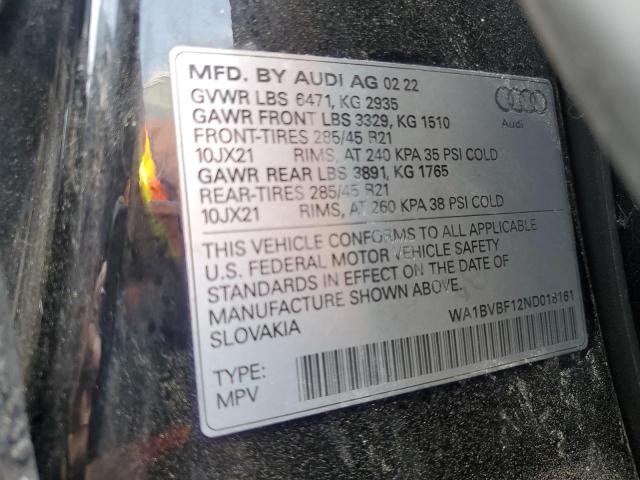 MFD. BY AUDI AG 02 22
GVWR LBS 6471, KG 2935
GAWR FRONT LBS 3329, KG 1510
FRONT-TIRES 285/45 R21
10JX21 RIMS, AT 240 KPA 35 PSI COLD
GAWR REAR LBS 3891, KG 1765
REAR-TIRES 285/45 R21
10JX21 RIMS, AT 260 KPA 38 PSI COLD
Audi
THIS VEHICLE CONFORMS TO ALL APPLICABLE
U.S. FEDERAL MOTOR VEHICLE SAFETY
STANDARDS IN EFFECT ON THE DATE OF
MANUFACTURE SHOWN ABOVE.
SLOVAKIA
WA1BVBF12ND018161
TYPE:
MPV